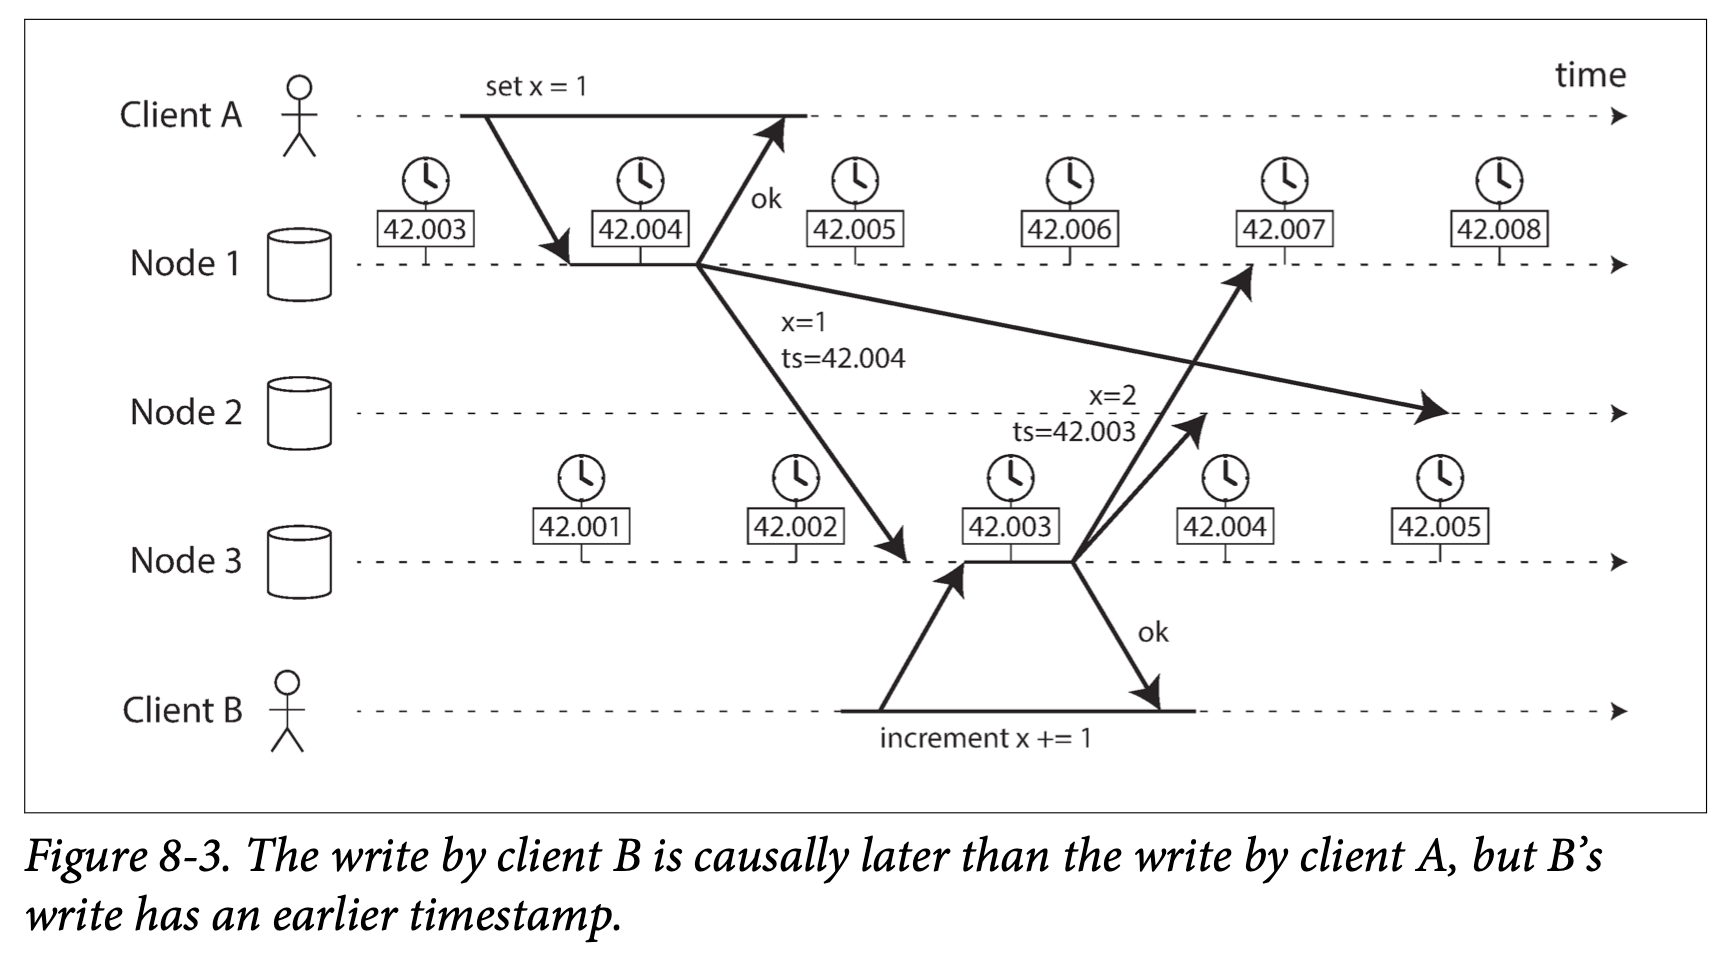 set x = 1
time
Client A
42.003 42.004 ok 42.005 42.006 42.007 42.008
Node 1
x=1
ts=42.004
x=2
Node 2
ts=42.003
42.001 42.002 42.003 42.004 42.005
Node 3
ok
Client B
increment x += 1
Figure 8-3. The write by client B is causally later than the write by client A, but B’s
write has an earlier timestamp.